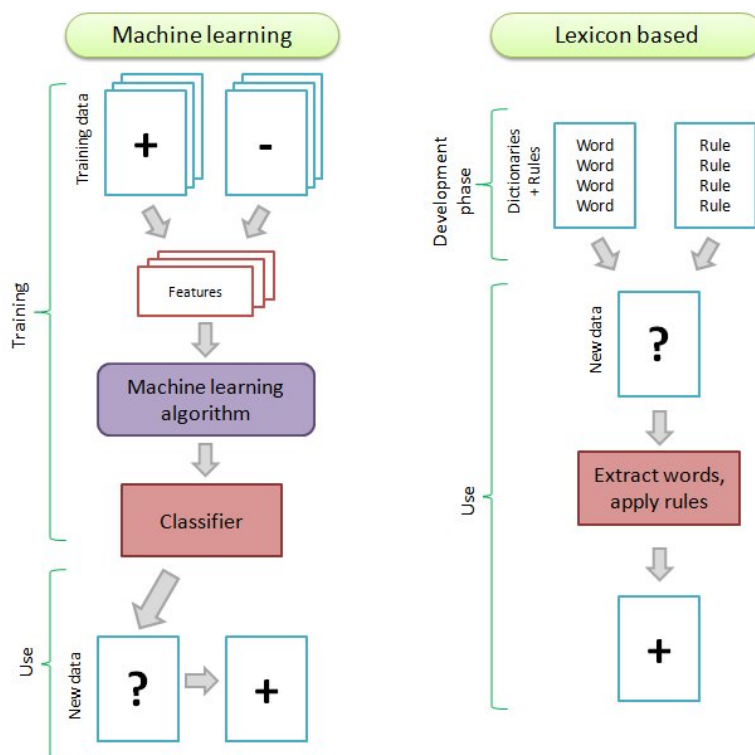 Machine learning
Training
Training data
+
-
Features
Machine learning
algorithm
Classifier
Use
New data
?
+
Lexicon based
Development
phase
Dictionaries
+ Rules
Word
Word
Word
Word
Rule
Rule
Rule
Rule
Use
New data
?
Extract words,
apply rules
+